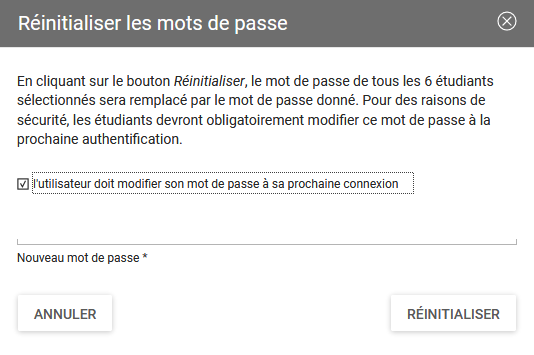 Réinitialiser les mots de passe
En cliquant sur le bouton Réinitialiser, le mot de passe de tous les 6 étudiants
sélectionnés sera remplacé par le mot de passe donné. Pour des raisons de
sécurité, les étudiants devront obligatoirement modifier ce mot de passe à la
prochaine authentification.
l'utilisateur doit modifier son mot de passe à sa prochaine connexion
Nouveau mot de passe *
ANNULER
RÉINITIALISER